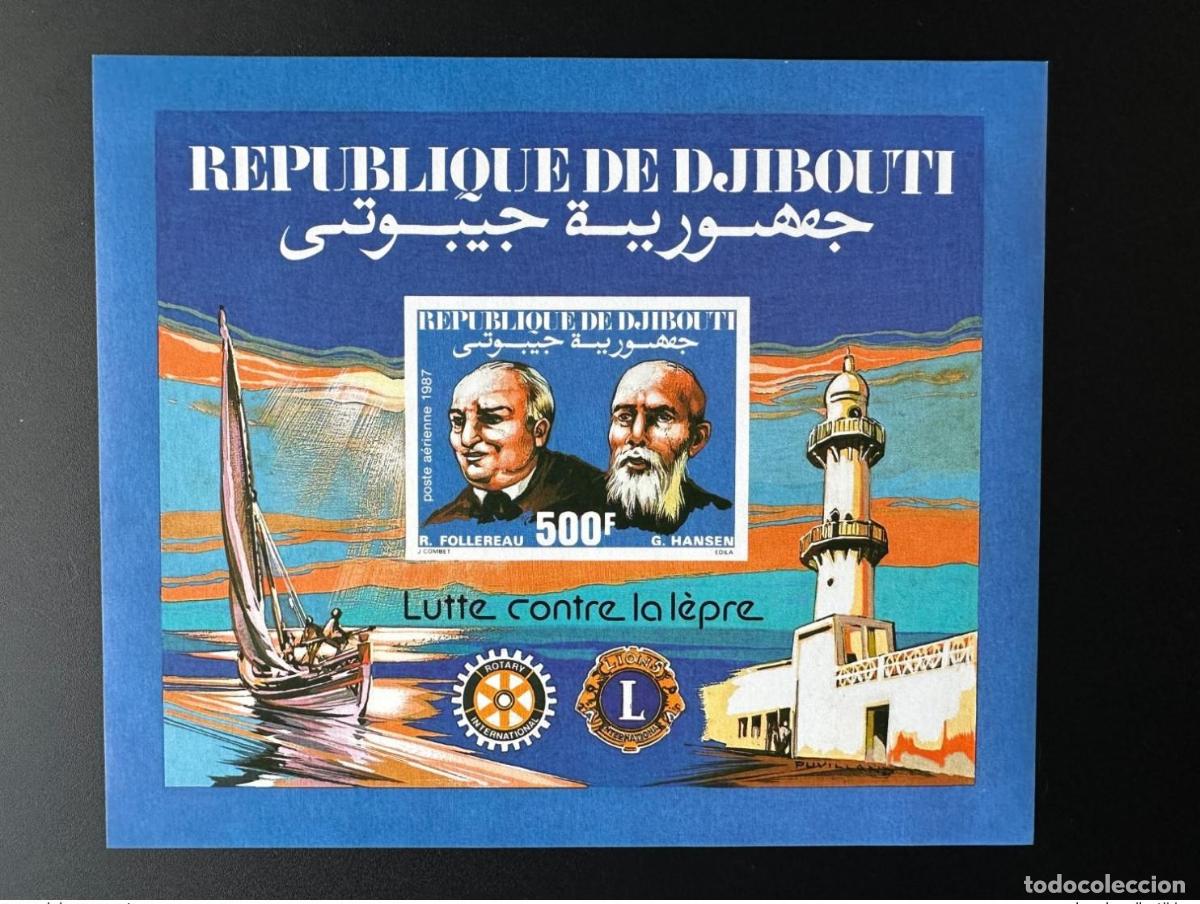 REPUBLIQUE DE DJIBOUTI
جمهورية جيبوتي
REPUBLIQUE DE DJIBOUTI
جمهورية جيبوتي
poste aérienne 1987
R. FOLLEREAU
500F
G. HANSEN
J COMBET
EDILA
Lutte contre la lèpre
ROTARY
INTERNATIONAL
LIONS
L
INTERNATIONAL
PUVILLAND
todocoleccion